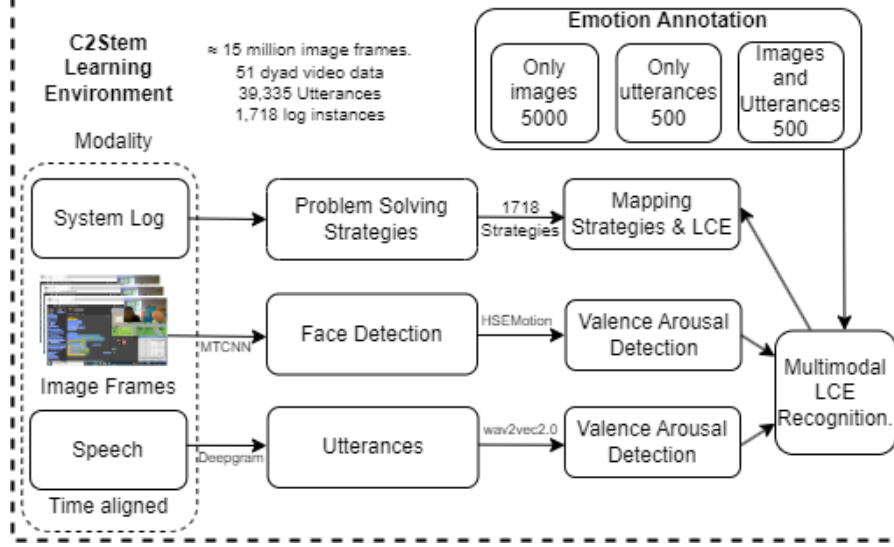 C2Stem
Learning
Environment
≈ 15 million image frames.
51 dyad video data
39,335 Utterances
1,718 log instances
Emotion Annotation
Only
images
5000
Only
utterances
500
Images
and
Utterances
500
Modality
System Log
Problem Solving
Strategies
1718
Strategies
Mapping
Strategies & LCE
Image Frames
MTCNN
Face Detection
HSEMotion
Valence Arousal
Detection
Multimodal
LCE
Recognition.
Speech
Deepgram
Utterances
wav2vec2.0
Valence Arousal
Detection
Time aligned